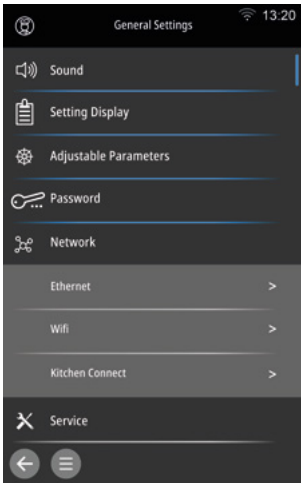 General Settings
13:20
Sound
Setting Display
Adjustable Parameters
Password
Network
Ethernet >
Wifi >
Kitchen Connect >
Service